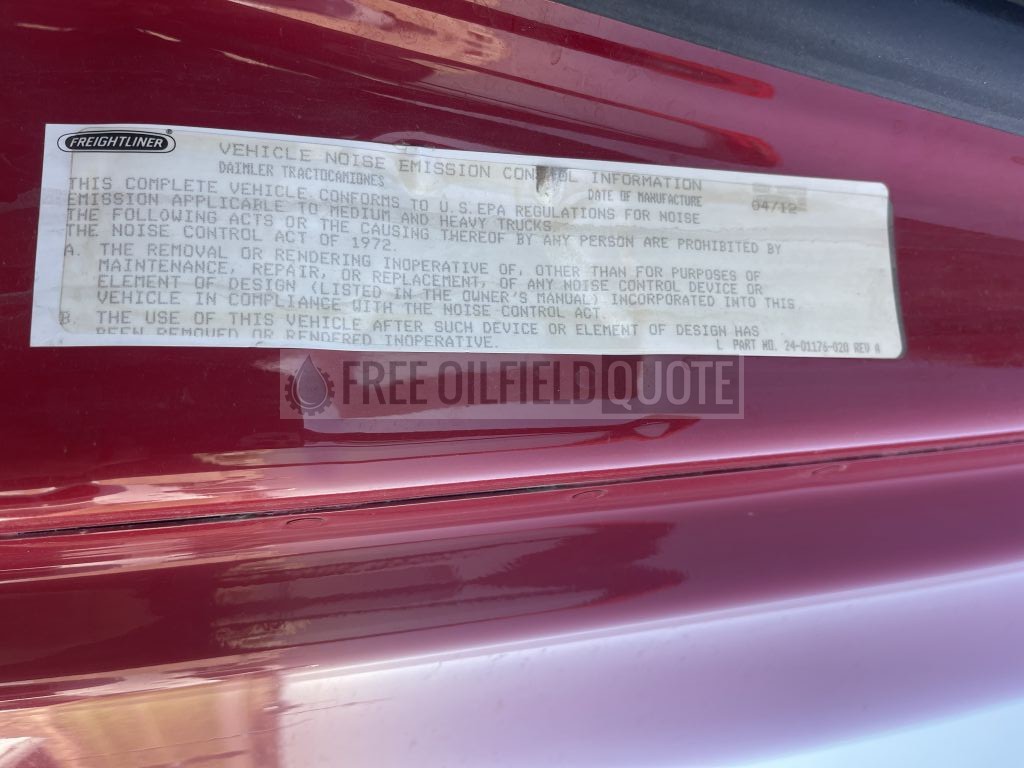 FREIGHTLINER
VEHICLE NOISE EMISSION CONTROL INFORMATION
DAIMLER TRACTOCAMIONES DATE OF MANUFACTURE 04/12
THIS COMPLETE VEHICLE CONFORMS TO U.S.EPA REGULATIONS FOR NOISE
EMISSION APPLICABLE TO MEDIUM AND HEAVY TRUCKS
THE FOLLOWING ACTS OR THE CAUSING THEREOF BY ANY PERSON ARE PROHIBITED BY
THE NOISE CONTROL ACT OF 1972.
A. THE REMOVAL OR RENDERING INOPERATIVE OF, OTHER THAN FOR PURPOSES OF
MAINTENANCE, REPAIR, OR REPLACEMENT, OF ANY NOISE CONTROL DEVICE OR
ELEMENT OF DESIGN (LISTED IN THE OWNER'S MANUAL) INCORPORATED INTO THIS
VEHICLE IN COMPLIANCE WITH THE NOISE CONTROL ACT.
B. THE USE OF THIS VEHICLE AFTER SUCH DEVICE OR ELEMENT OF DESIGN HAS
BEEN REMOVED OR RENDERED INOPERATIVE.
L PART NO. 24-01176-020 REV A
FREE OILFIELD QUOTE